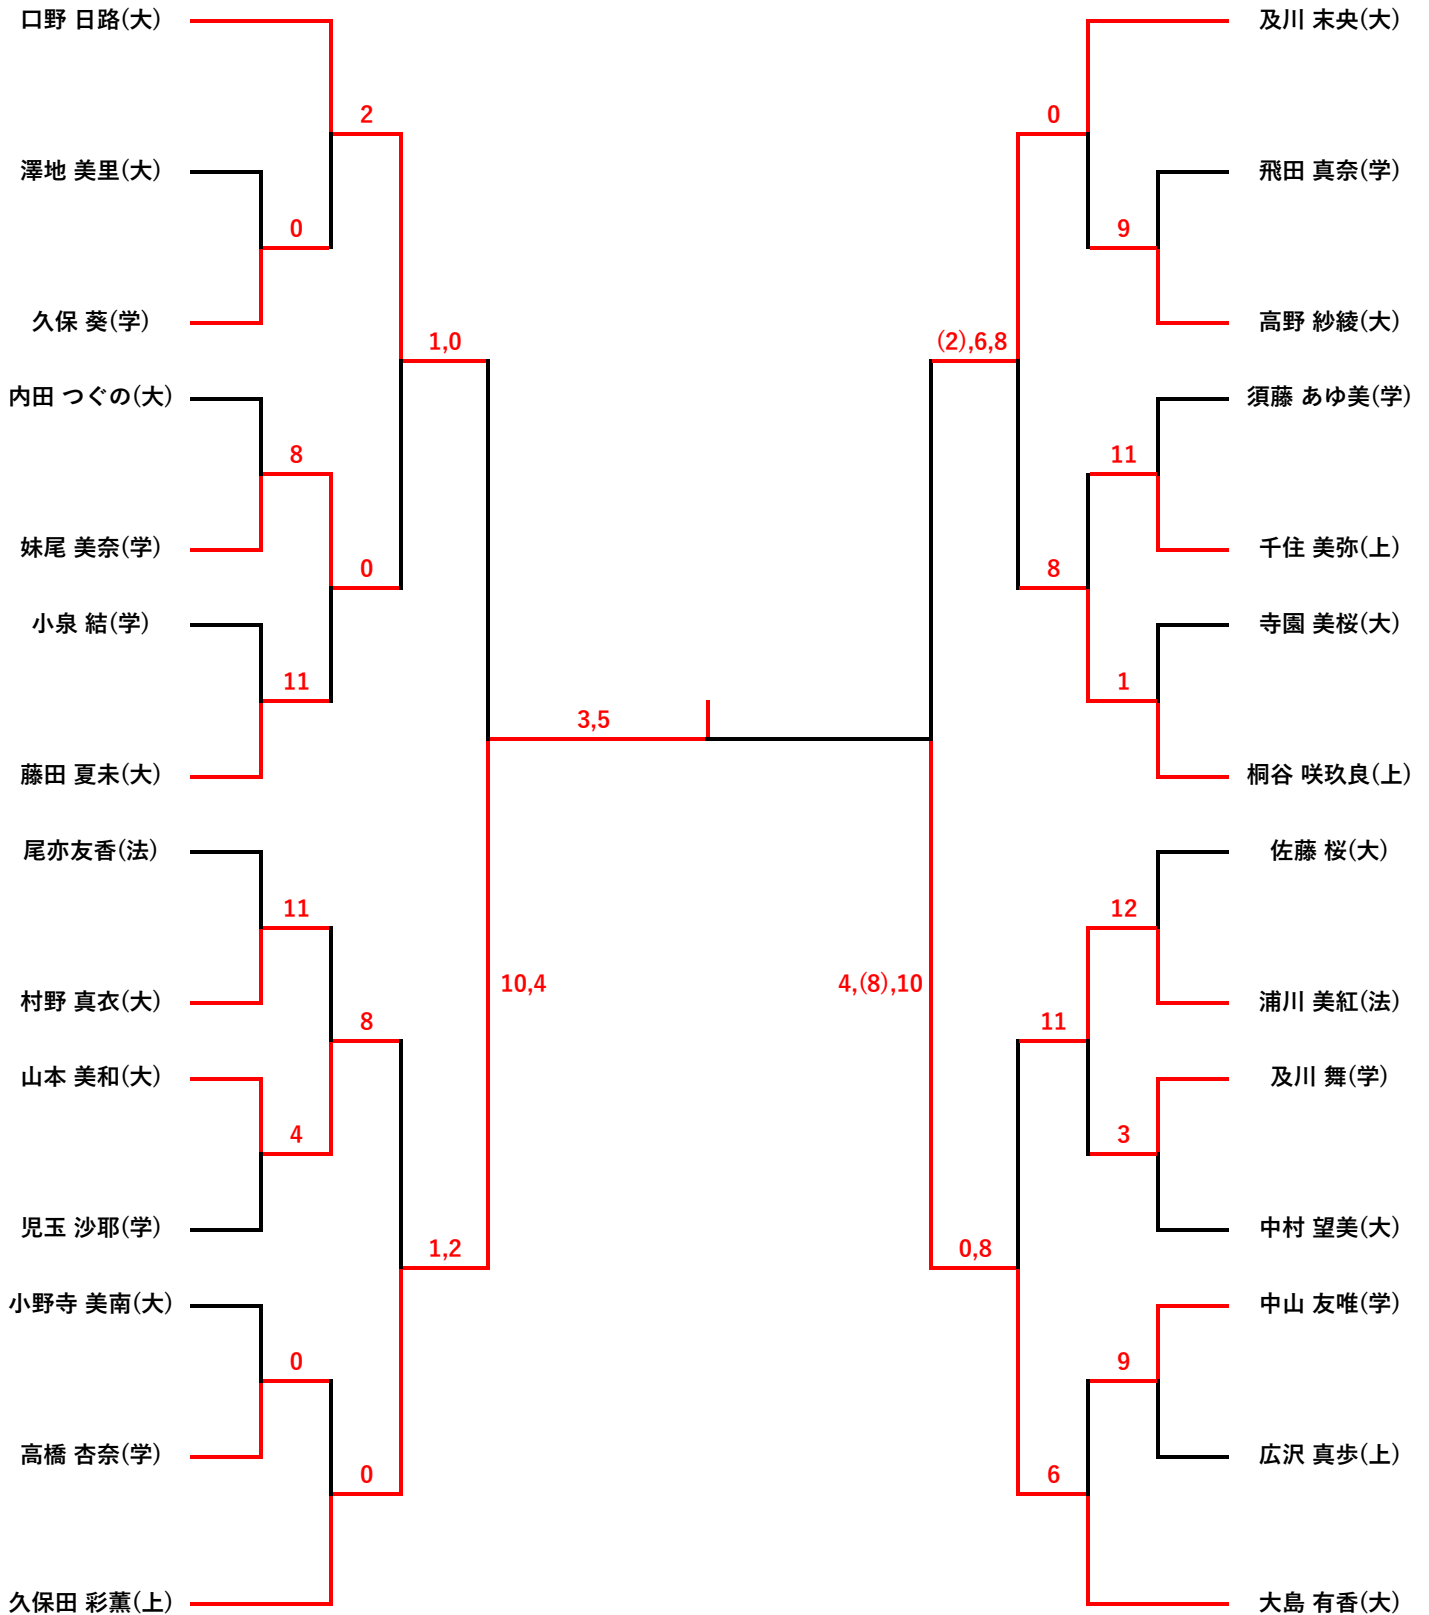 口野 日路(大)
及川 末央(大)
2
0
澤地 美里(大)
飛田 真奈(学)
0
9
久保 葵(学)
高野 紗綾(大)
1,0
(2),6,8
内田 つぐの(大)
須藤 あゆ美(学)
8
11
妹尾 美奈(学)
千住 美弥(上)
0
8
小泉 結(学)
寺園 美桜(大)
11
1
3,5
藤田 夏未(大)
桐谷 咲玖良(上)
尾亦友香(法)
佐藤 桜(大)
11
12
10,4
4,(8),10
村野 真衣(大)
浦川 美紅(法)
8
11
山本 美和(大)
及川 舞(学)
4
3
児玉 沙耶(学)
中村 望美(大)
1,2
0,8
小野寺 美南(大)
中山 友唯(学)
0
9
高橋 杏奈(学)
広沢 真歩(上)
0
6
久保田 彩薫(上)
大島 有香(大)